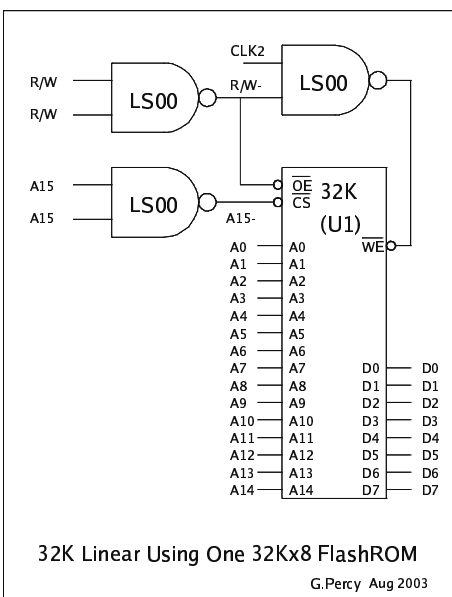 CLK2
R/W
R/W
LS00
R/W-
LS00
A15
A15
LS00
A15-
OE
CS
32K
(U1)
WE
A0 A0
A1 A1
A2 A2
A3 A3
A4 A4
A5 A5
A6 A6
A7 A7 D0 D0
A8 A8 D1 D1
A9 A9 D2 D2
A10 A10 D3 D3
A11 A11 D4 D4
A12 A12 D5 D5
A13 A13 D6 D6
A14 A14 D7 D7
32K Linear Using One 32Kx8 FlashROM
G.Percy Aug 2003